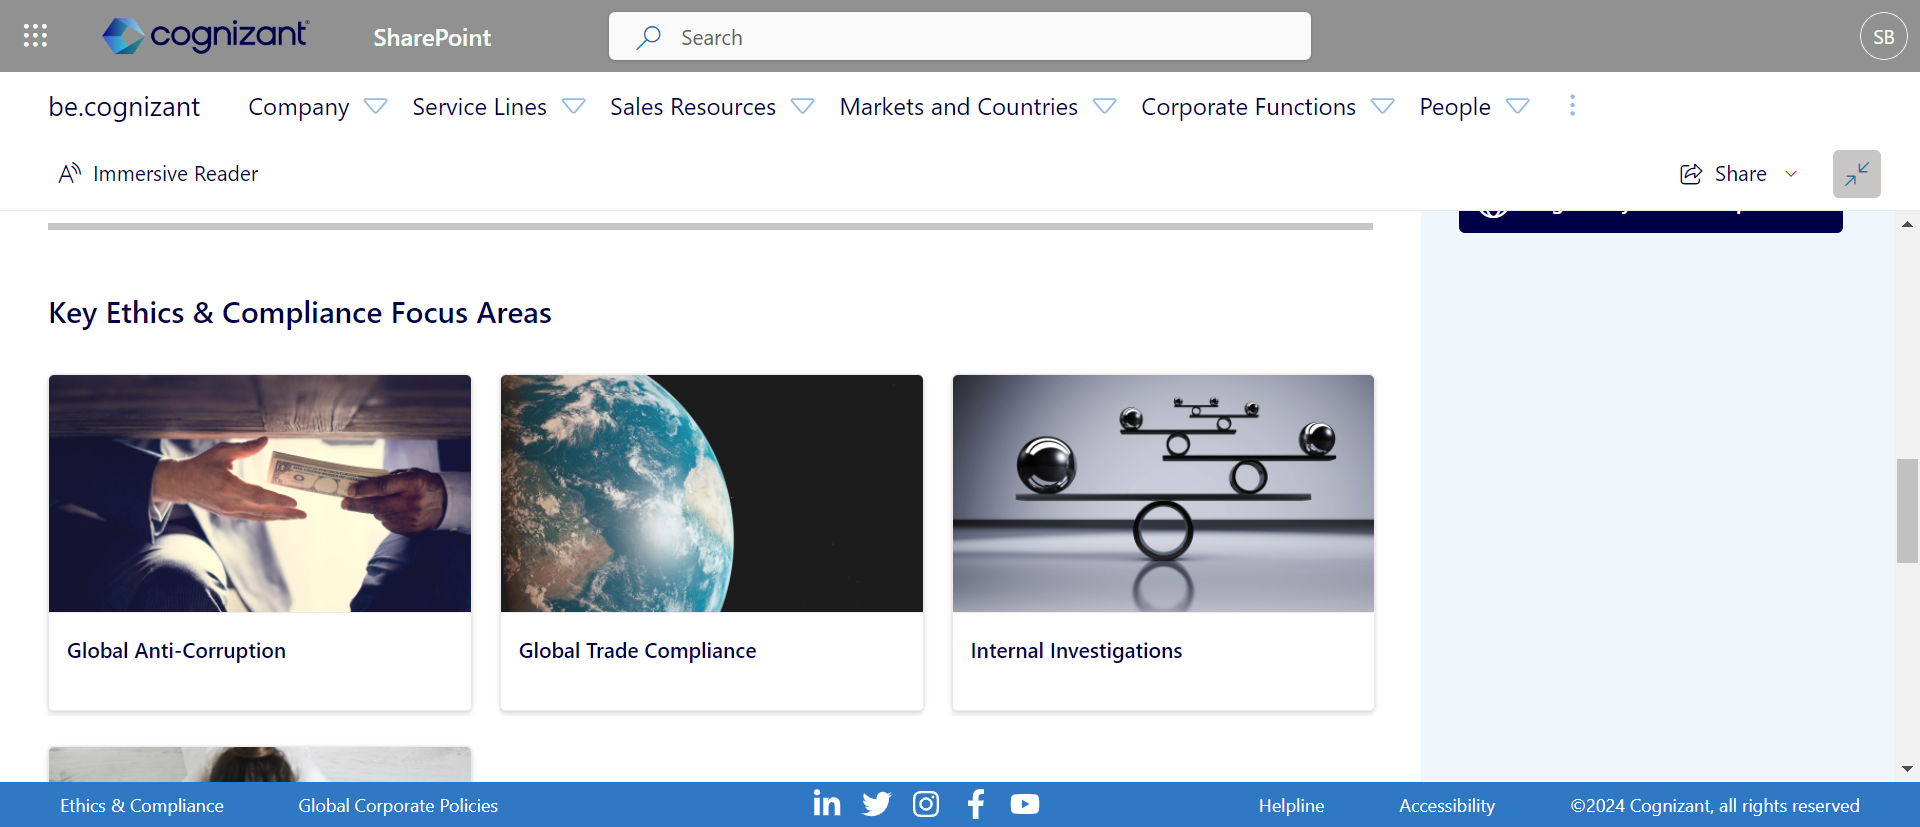 cognizant
SharePoint
Search
SB
be.cognizant
Company
Service Lines
Sales Resources
Markets and Countries
Corporate Functions
People
Immersive Reader
Share
Key Ethics & Compliance Focus Areas
Global Anti-Corruption
Global Trade Compliance
Internal Investigations
Ethics & Compliance
Global Corporate Policies
Helpline
Accessibility
©2024 Cognizant, all rights reserved